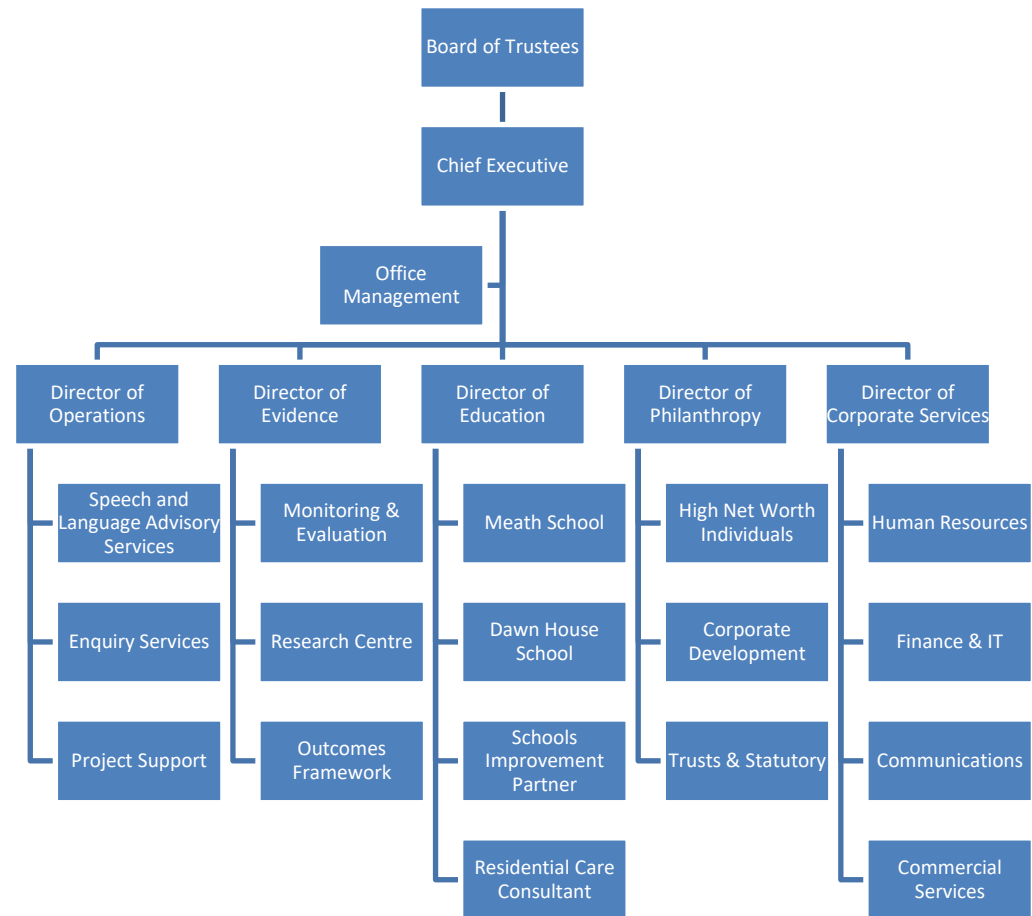 Board of Trustees
Chief Executive
Office
Management
Director of
Operations
Director of
Evidence
Director of
Education
Director of
Philanthropy
Director of
Corporate Services
Speech and
Language Advisory
Services
Monitoring &
Evaluation
Meath School
High Net Worth
Individuals
Human Resources
Enquiry Services
Research Centre
Dawn House
School
Corporate
Development
Finance & IT
Project Support
Outcomes
Framework
Schools
Improvement
Partner
Trusts & Statutory
Communications
Residential Care
Consultant
Commercial
Services